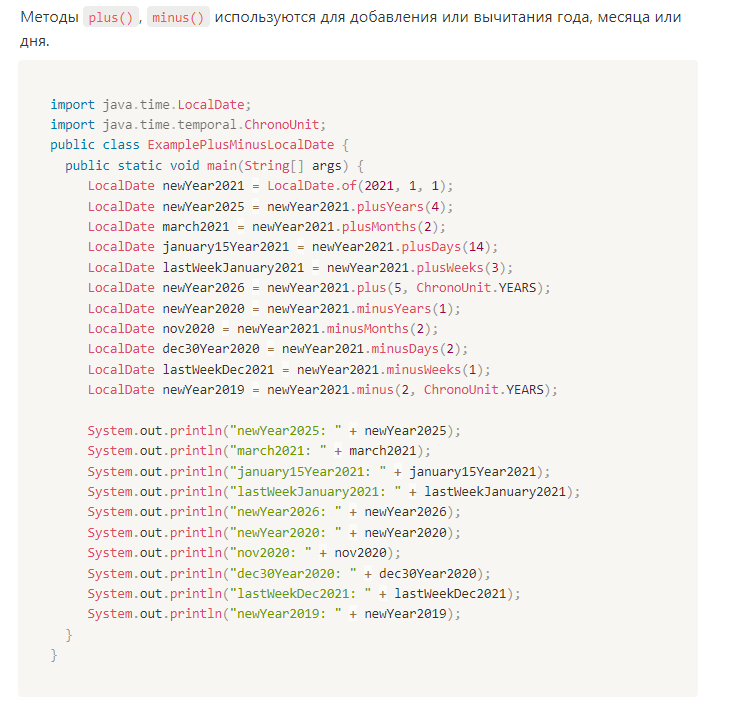 Методы plus(), minus() используются для добавления или вычитания года, месяца или
дня.
import java.time.LocalDate;
import java.time.temporal.ChronoUnit;
public class ExamplePlusMinusLocalDate {
  public static void main(String[] args) {
     LocalDate newYear2021 = LocalDate.of(2021, 1, 1);
     LocalDate newYear2025 = newYear2021.plusYears(4);
     LocalDate march2021 = newYear2021.plusMonths(2);
     LocalDate january15Year2021 = newYear2021.plusDays(14);
     LocalDate lastWeekJanuary2021 = newYear2021.plusWeeks(3);
     LocalDate newYear2026 = newYear2021.plus(5, ChronoUnit.YEARS);
     LocalDate newYear2020 = newYear2021.minusYears(1);
     LocalDate nov2020 = newYear2021.minusMonths(2);
     LocalDate dec30Year2020 = newYear2021.minusDays(2);
     LocalDate lastWeekDec2021 = newYear2021.minusWeeks(1);
     LocalDate newYear2019 = newYear2021.minus(2, ChronoUnit.YEARS);
     System.out.println("newYear2025: " + newYear2025);
     System.out.println("march2021: " + march2021);
     System.out.println("january15Year2021: " + january15Year2021);
     System.out.println("lastWeekJanuary2021: " + lastWeekJanuary2021);
     System.out.println("newYear2026: " + newYear2026);
     System.out.println("newYear2020: " + newYear2020);
     System.out.println("nov2020: " + nov2020);
     System.out.println("dec30Year2020: " + dec30Year2020);
     System.out.println("lastWeekDec2021: " + lastWeekDec2021);
     System.out.println("newYear2019: " + newYear2019);
  }
}